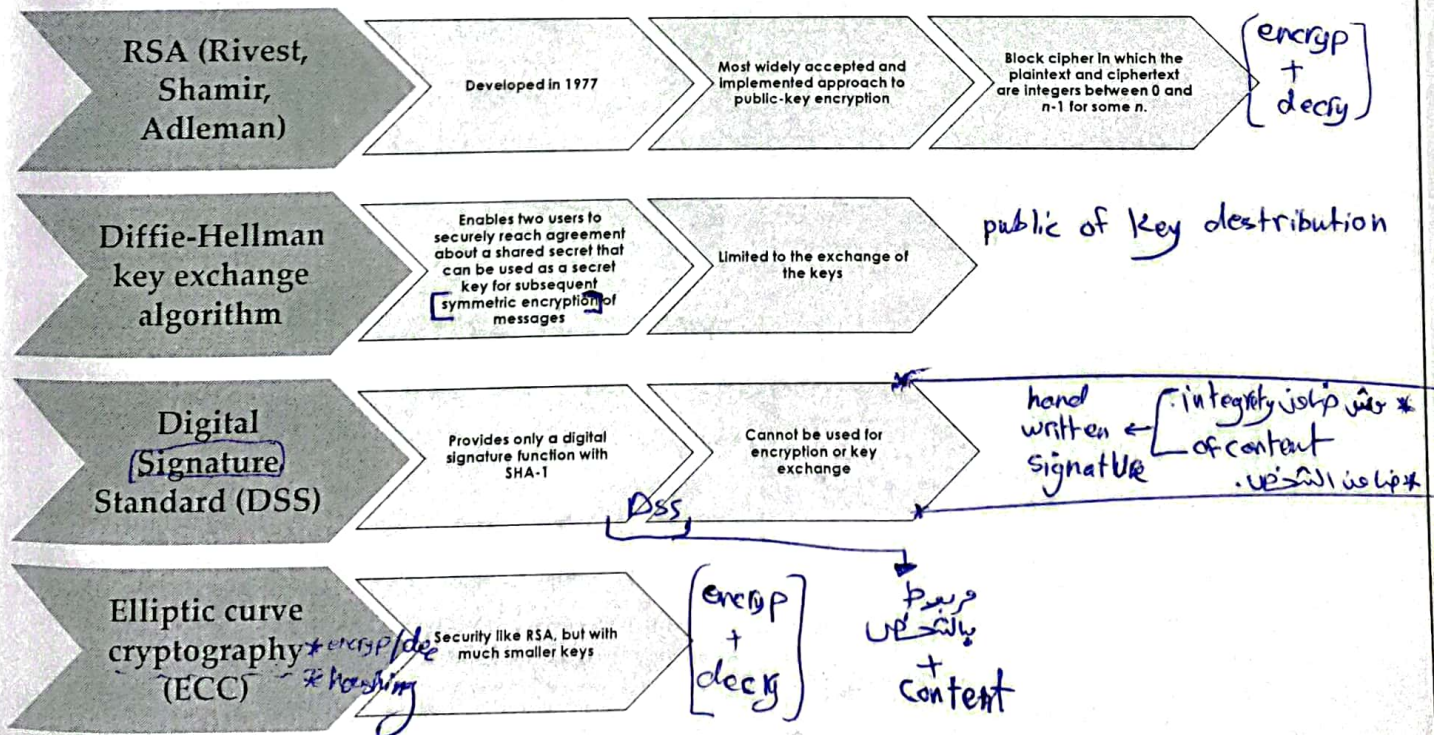 RSA (Rivest,
Shamir,
Adleman)
Developed in 1977
Most widely accepted and
implemented approach to
public-key encryption
Block cipher in which the
plaintext and ciphertext
are integers between 0 and
n-1 for some n.
encryp
+
decry
Diffie-Hellman
key exchange
algorithm
Enables two users to
securely reach agreement
about a shared secret that
can be used as a secret
key for subsequent
symmetric encryption of
messages
Limited to the exchange of
the keys
public of key destribution
Digital
Signature
Standard (DSS)
Provides only a digital
signature function with
SHA-1
Cannot be used for
encryption or key
exchange
hand
written ←
signature
* مش ضامن integrity
of content
* ضامن الشخص.
DSS
مربوط
بالشخص
+
content
Elliptic curve
cryptography
(ECC)
* encryp/dec
* hashing
Security like RSA, but with
much smaller keys
encryp
+
decry